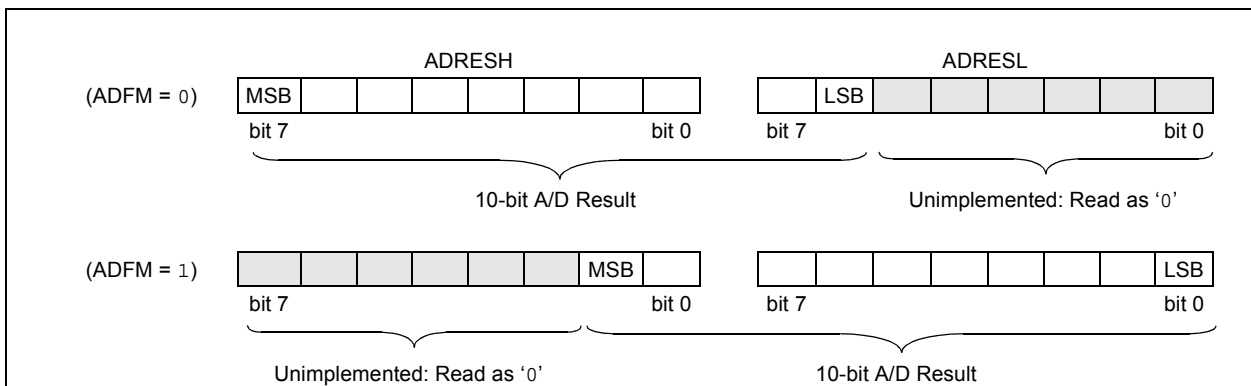 ADRESH ADRESL
(ADFM = 0) MSB LSB
bit 7 bit 0 bit 7 bit 0
10-bit A/D Result Unimplemented: Read as ‘0’
(ADFM = 1) MSB LSB
bit 7 bit 0 bit 7 bit 0
Unimplemented: Read as ‘0’ 10-bit A/D Result